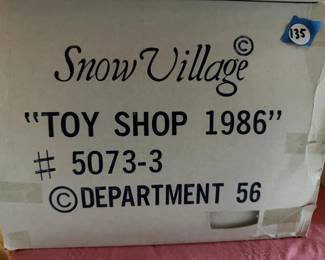 135
Snow Village©
"TOY SHOP 1986"
# 5073-3
©DEPARTMENT 56